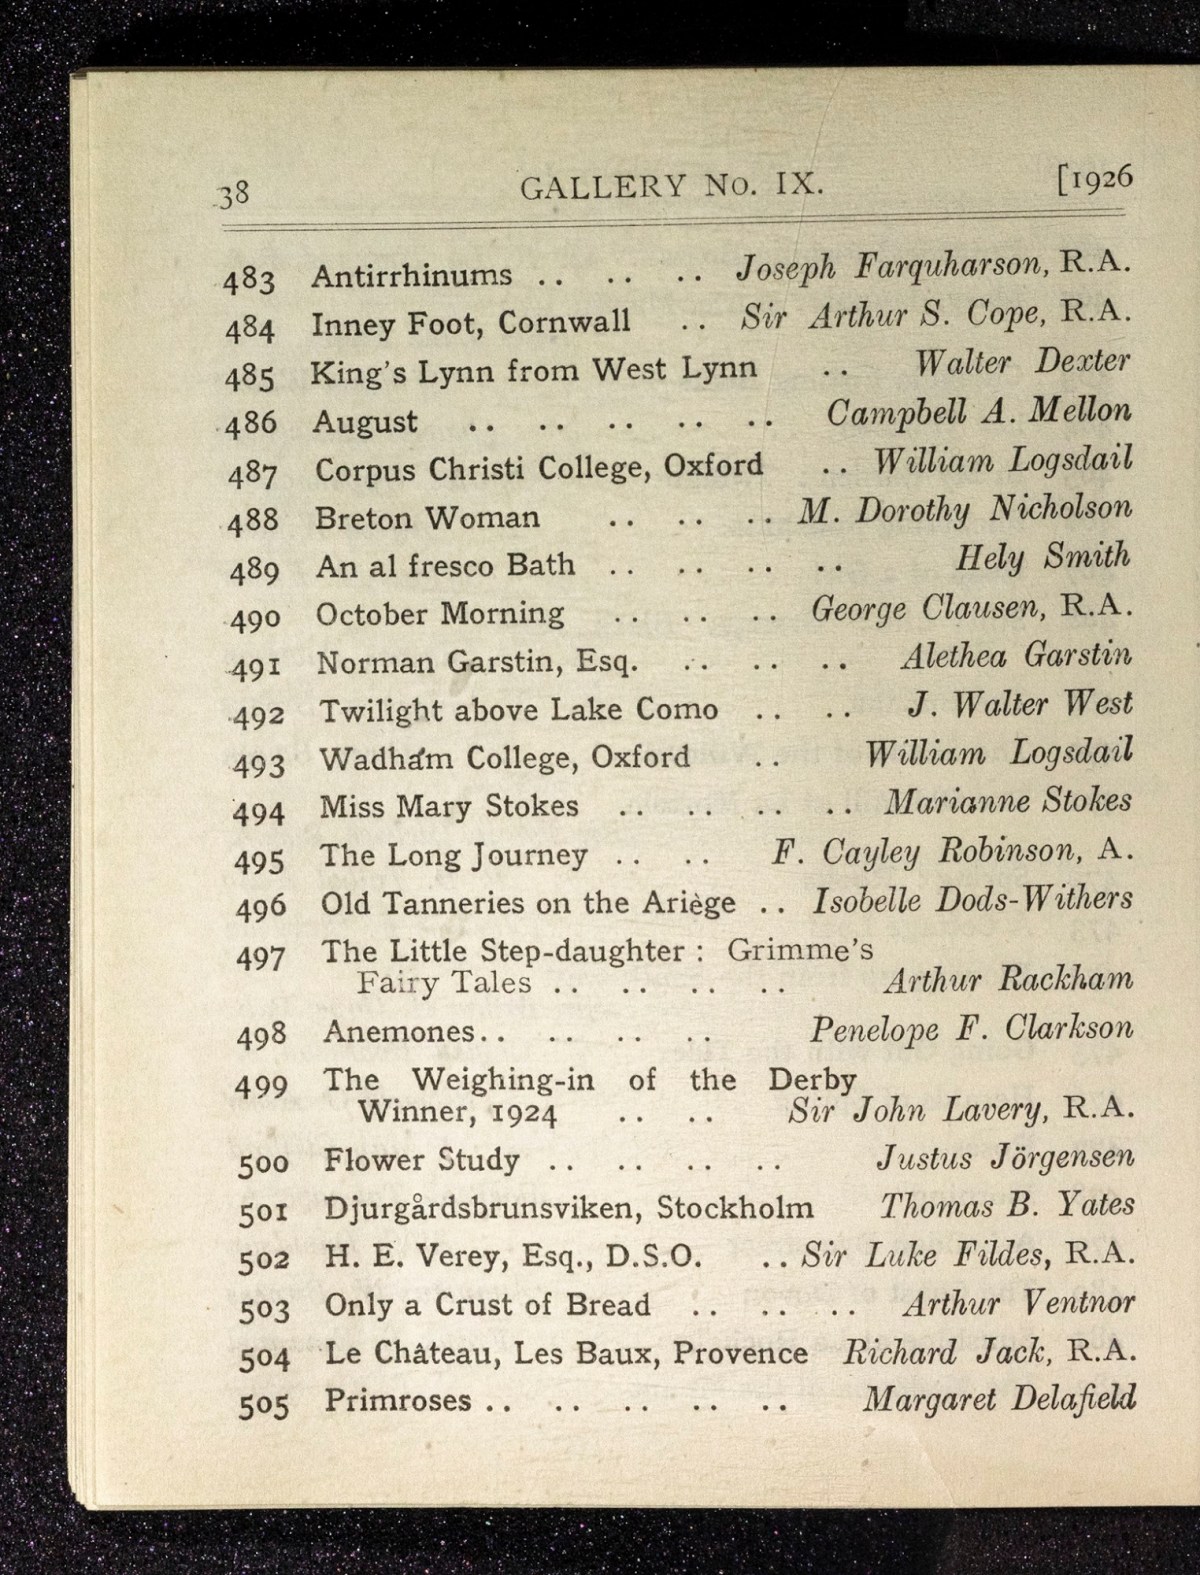 38 GALLERY No. IX. [1926
483 Antirrhinums .. .. .. Joseph Farquharson, R.A.
484 Inney Foot, Cornwall .. Sir Arthur S. Cope, R.A.
485 King's Lynn from West Lynn .. Walter Dexter
486 August .. .. .. .. .. Campbell A. Mellon
487 Corpus Christi College, Oxford .. William Logsdail
488 Breton Woman .. .. .. M. Dorothy Nicholson
489 An al fresco Bath .. .. .. .. Hely Smith
490 October Morning .. .. .. George Clausen, R.A.
491 Norman Garstin, Esq. .. .. .. Alethea Garstin
492 Twilight above Lake Como .. .. J. Walter West
493 Wadham College, Oxford .. William Logsdail
494 Miss Mary Stokes .. .. .. .. Marianne Stokes
495 The Long Journey .. .. F. Cayley Robinson, A.
496 Old Tanneries on the Ariège .. Isobelle Dods-Withers
497 The Little Step-daughter : Grimme's
Fairy Tales .. .. .. .. Arthur Rackham
498 Anemones.. .. .. .. Penelope F. Clarkson
499 The Weighing-in of the Derby
Winner, 1924 .. .. Sir John Lavery, R.A.
500 Flower Study .. .. .. .. Justus Jörgensen
501 Djurgårdsbrunsviken, Stockholm Thomas B. Yates
502 H. E. Verey, Esq., D.S.O. .. Sir Luke Fildes, R.A.
503 Only a Crust of Bread .. .. .. Arthur Ventnor
504 Le Château, Les Baux, Provence Richard Jack, R.A.
505 Primroses .. .. .. .. .. Margaret Delafield